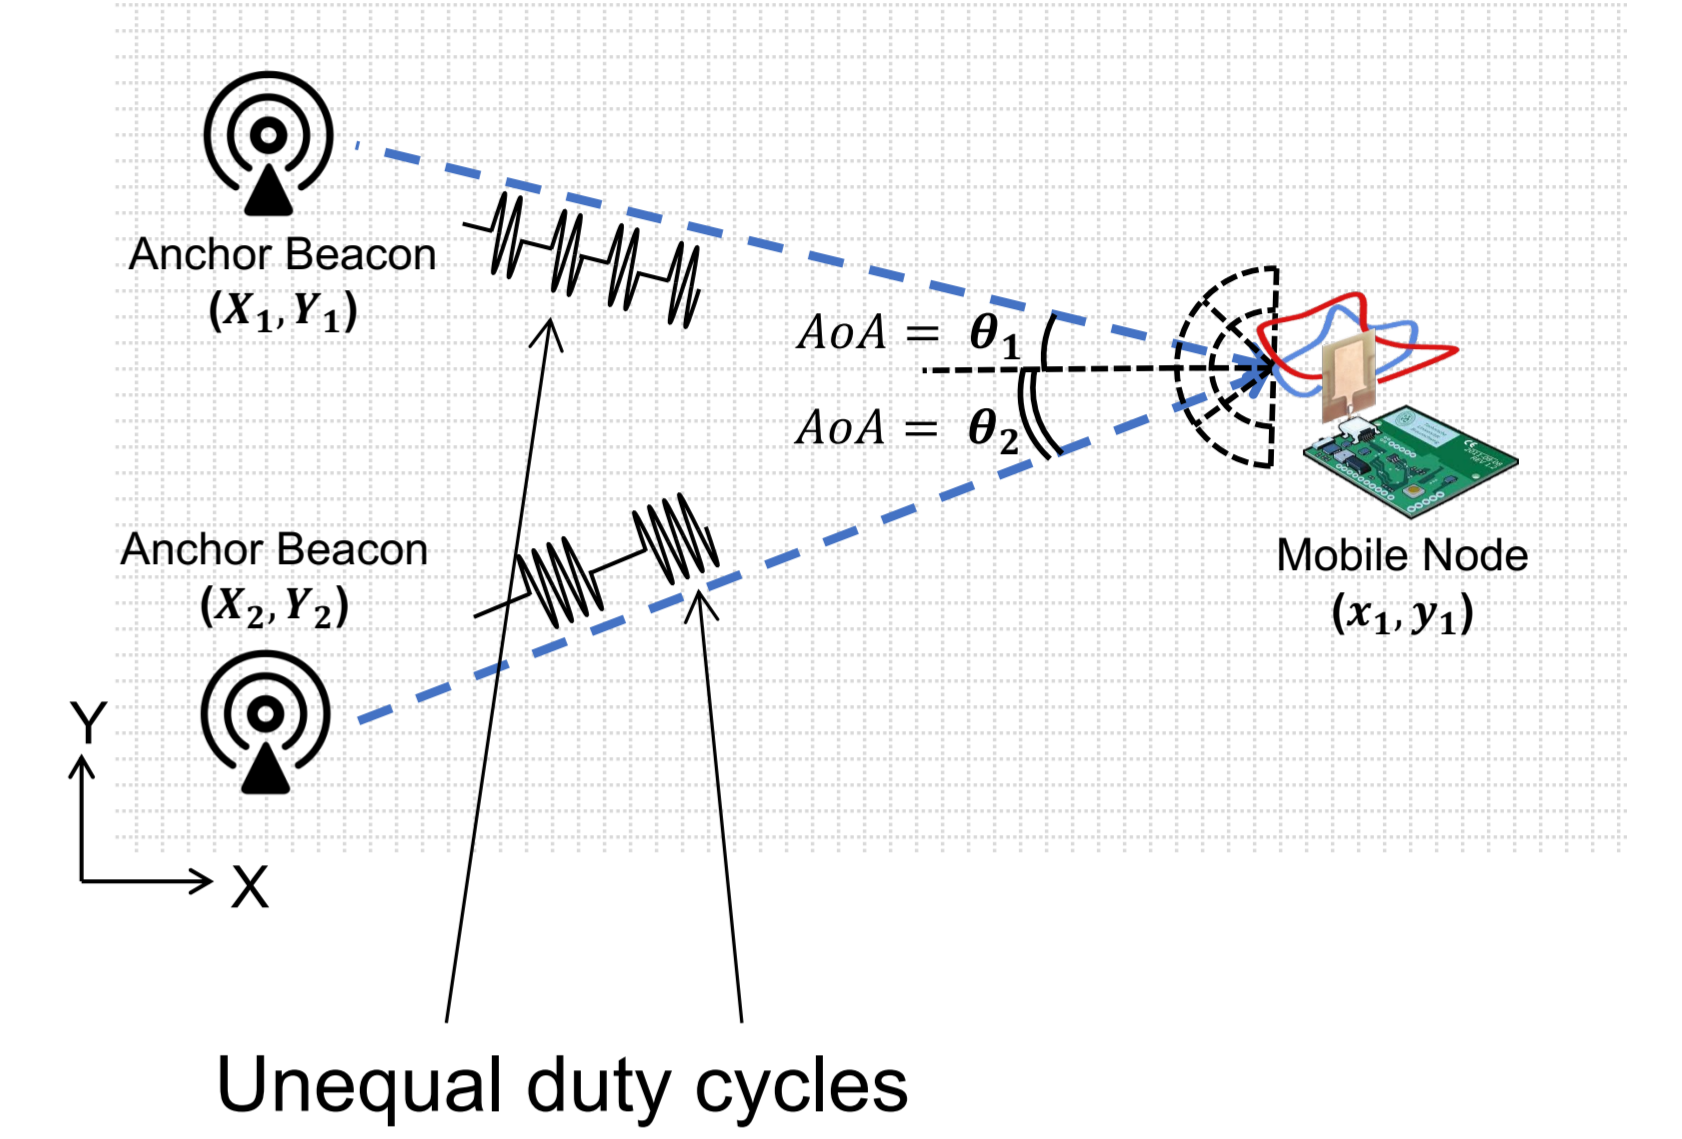 Anchor Beacon
(X₁, Y₁)
AoA = θ₁
AoA = θ₂
Anchor Beacon
(X₂, Y₂)
Mobile Node
(x₁, y₁)
Y
X
Unequal duty cycles